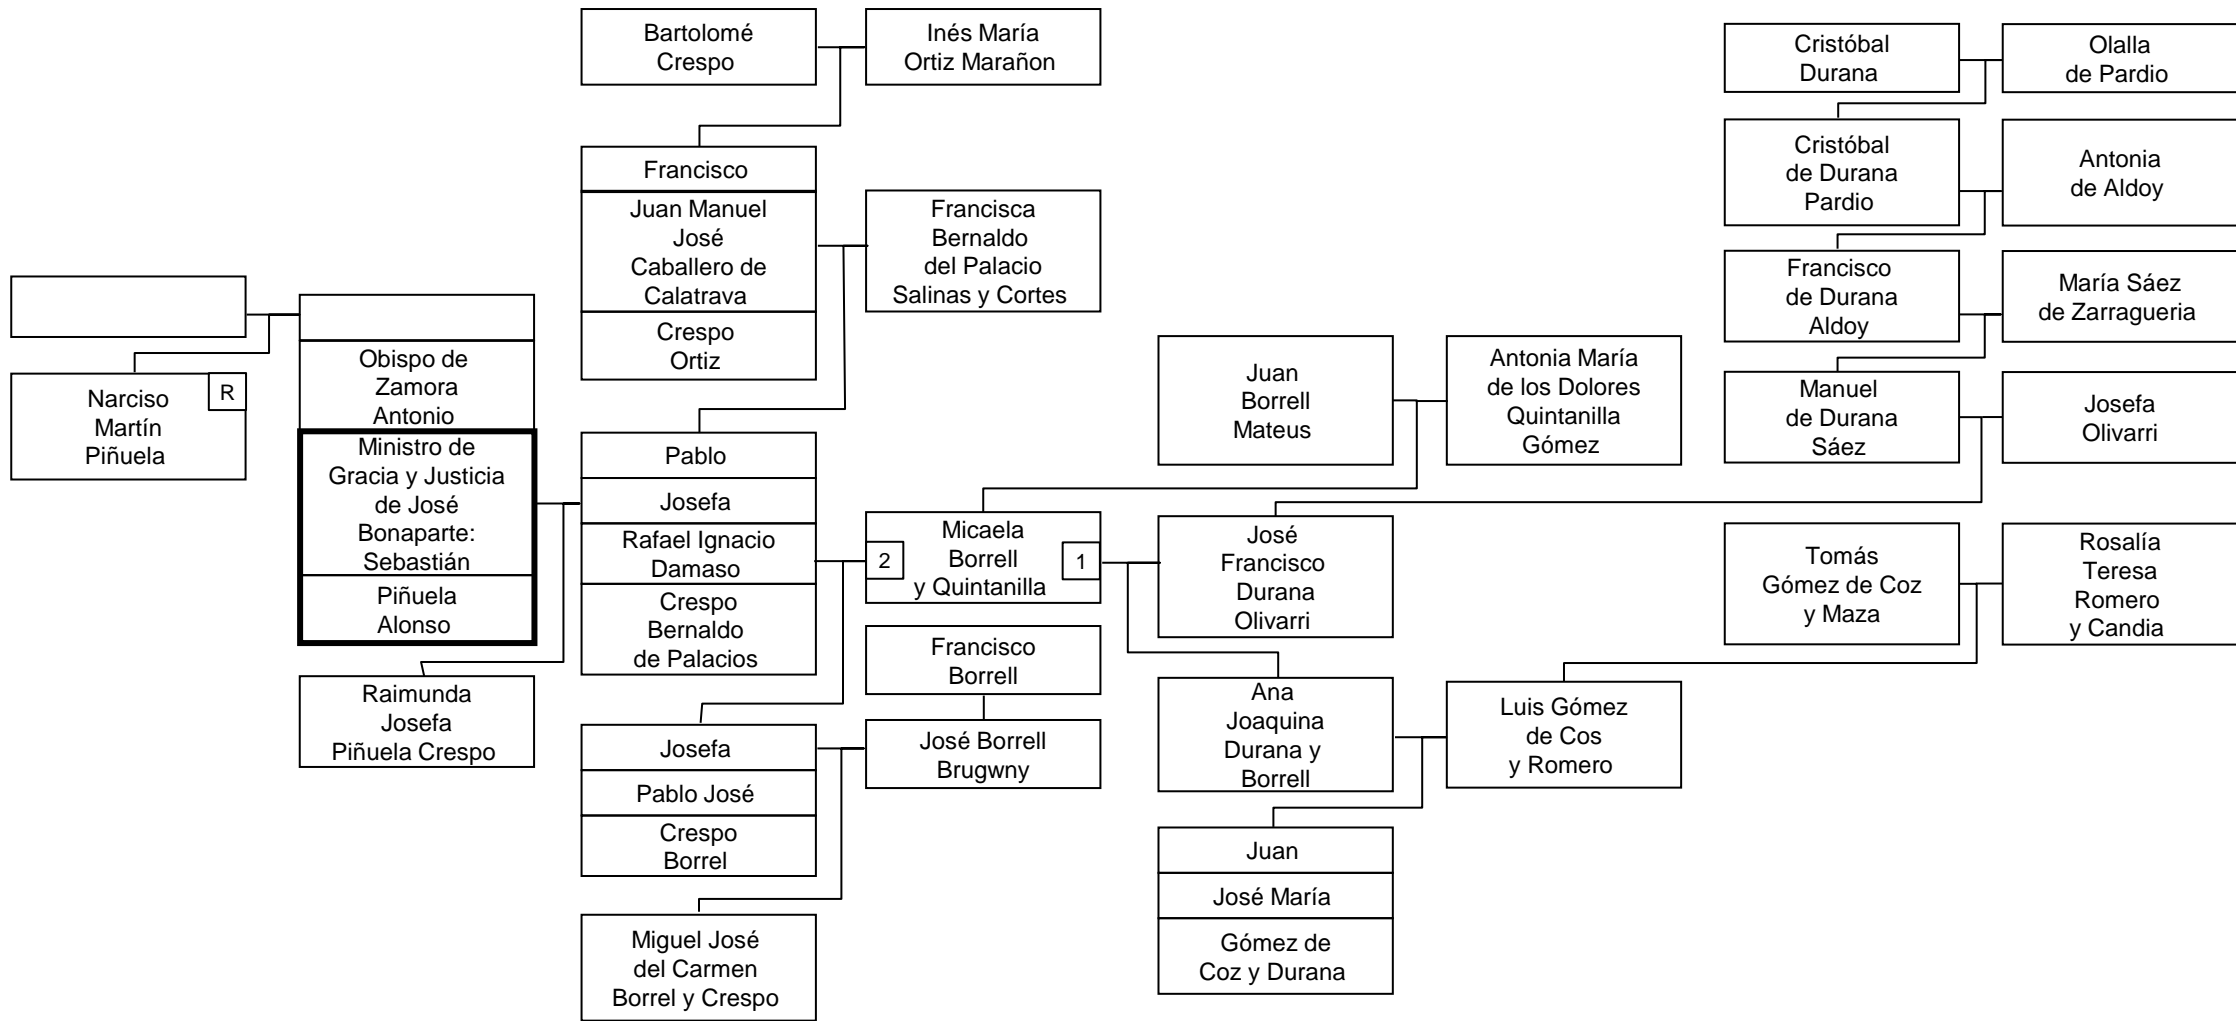 Bartolomé
Crespo
Inés María
Ortiz Marañon
Cristóbal
Durana
Olalla
de Pardio
Francisco
Juan Manuel
José
Caballero de
Calatrava
Crespo
Ortiz
Francisca
Bernaldo
del Palacio
Salinas y Cortes
Cristóbal
de Durana
Pardio
Antonia
de Aldoy
Francisco
de Durana
Aldoy
María Sáez
de Zarragueria
Narciso
Martín
Piñuela
R
Obispo de
Zamora
Antonio
Ministro de
Gracia y Justicia
de José
Bonaparte:
Sebastián
Piñuela
Alonso
Juan
Borrell
Mateus
Antonia María
de los Dolores
Quintanilla
Gómez
Manuel
de Durana
Sáez
Josefa
Olivarri
Pablo
Josefa
Rafael Ignacio
Damaso
Crespo
Bernaldo
de Palacios
2
Micaela
Borrell
y Quintanilla
1
José
Francisco
Durana
Olivarri
Tomás
Gómez de Coz
y Maza
Rosalía
Teresa
Romero
y Candia
Raimunda
Josefa
Piñuela Crespo
Francisco
Borrell
Ana
Joaquina
Durana y
Borrell
Luis Gómez
de Cos
y Romero
Josefa
Pablo José
Crespo
Borrel
José Borrell
Brugwny
Juan
José María
Gómez de
Coz y Durana
Miguel José
del Carmen
Borrel y Crespo